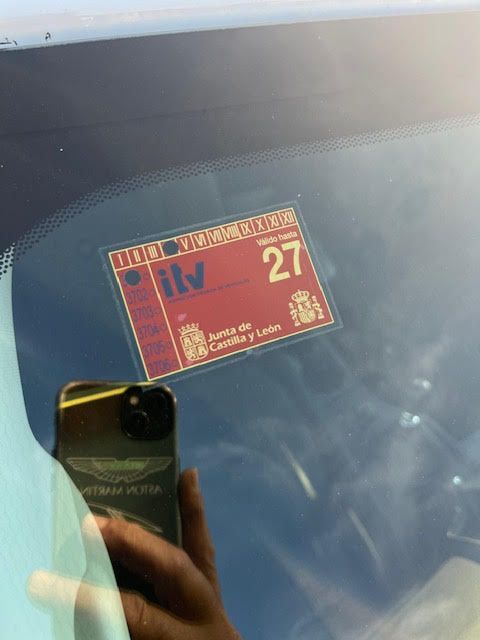 I II III V VI VII VIII IX X XI XII
Válido hasta
27
itv
3702
3703
3704
3705
3706
Junta de
Castilla y León
ASTON MARTIN